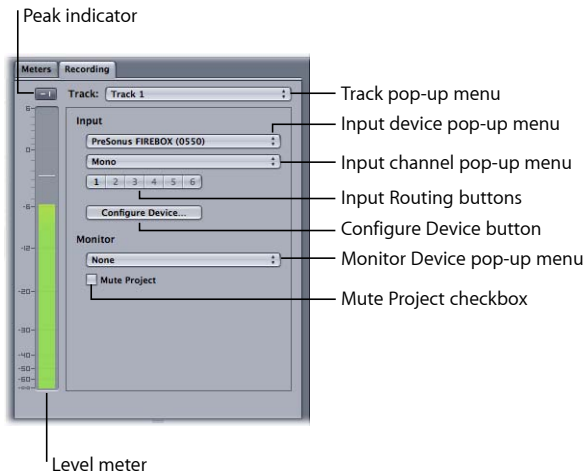 Peak indicator
Meters Recording
-1 Track: Track 1
Track pop-up menu
6-
Input
PreSonus FIREBOX (0550)
Input device pop-up menu
0-
Mono
Input channel pop-up menu
1 2 3 4 5 6
Input Routing buttons
-6-
Configure Device...
Configure Device button
Monitor
-12-
None
Monitor Device pop-up menu
Mute Project
Mute Project checkbox
-20-
-30-
-40-
-50-
-60-
Level meter